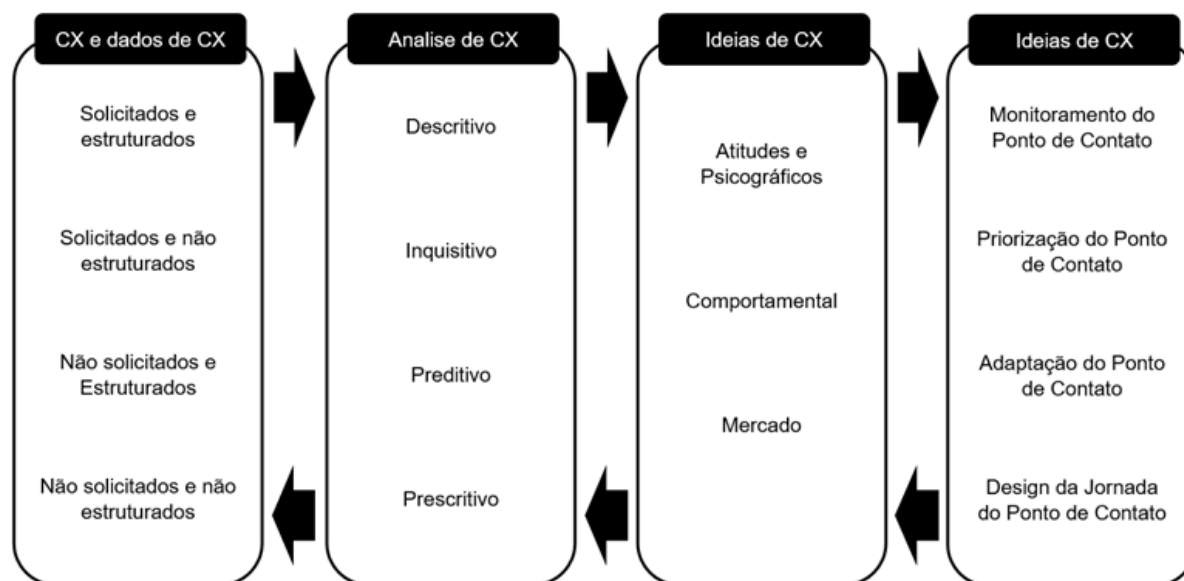 CX e dados de CX
Solicitados e
estruturados
Solicitados e não
estruturados
Não solicitados e
Estruturados
Não solicitados e não
estruturados
Analise de CX
Descritivo
Inquisitivo
Preditivo
Prescritivo
Ideias de CX
Atitudes e
Psicográficos
Comportamental
Mercado
Ideias de CX
Monitoramento do
Ponto de Contato
Priorização do Ponto
de Contato
Adaptação do Ponto
de Contato
Design da Jornada
do Ponto de Contato